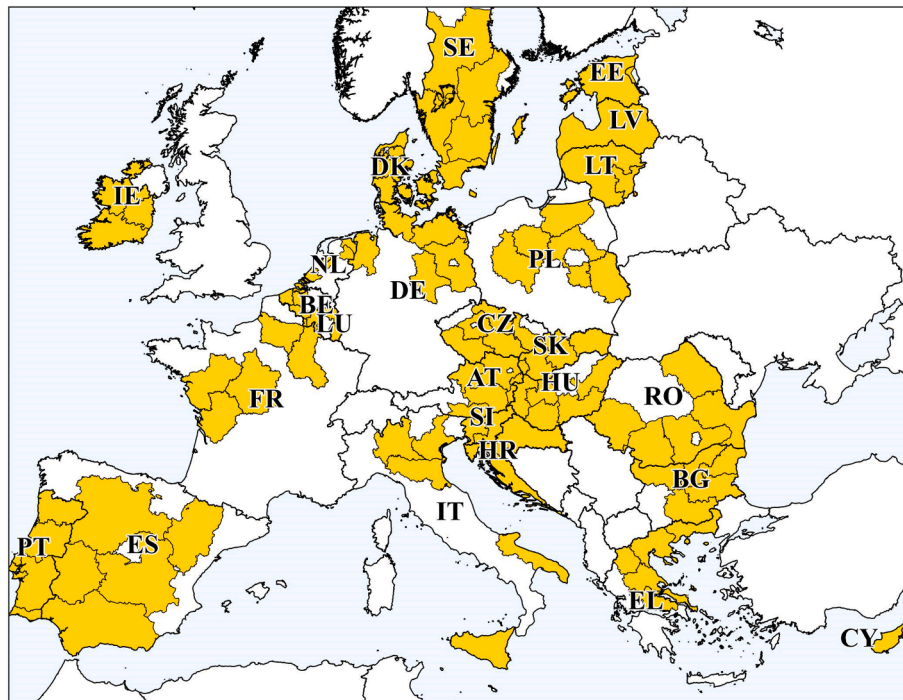 SE
EE
LV
LT
DK
IE
PL
NL
DE
BE
LU
CZ
SK
AT
HU
RO
FR
SI
HR
BG
IT
ES
PT
EL
CY